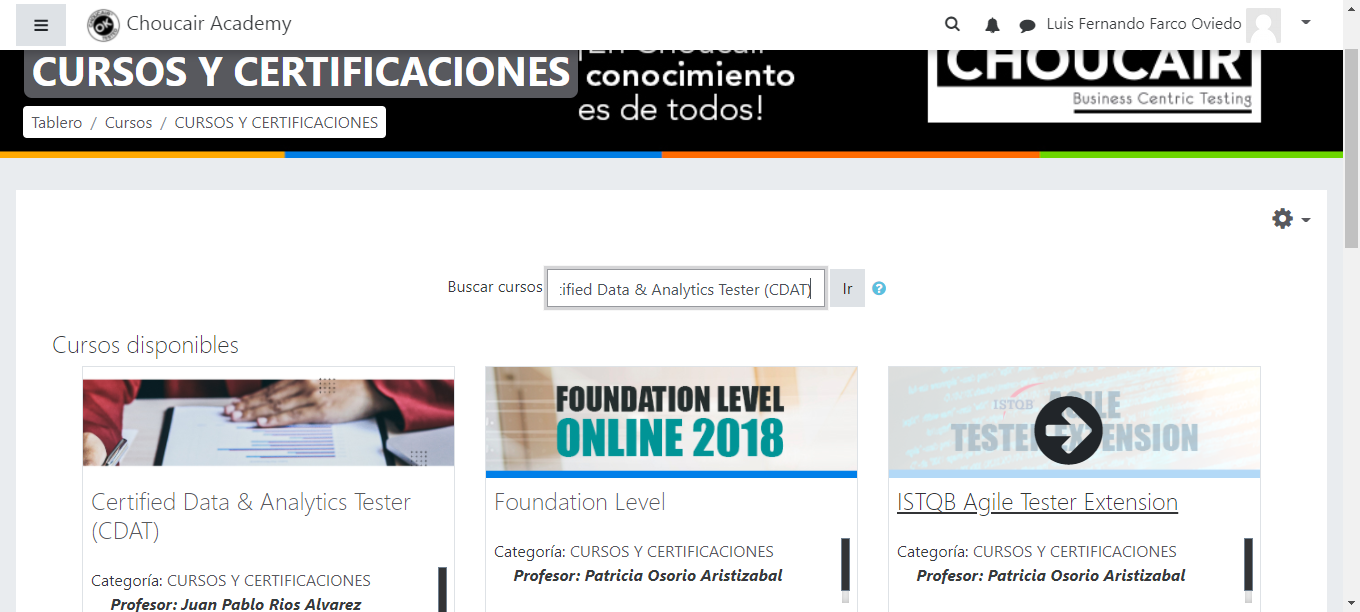 Choucair Academy
Luis Fernando Farco Oviedo
CURSOS Y CERTIFICACIONES
¡En Choucair
conocimiento
es de todos!
CHOUCAIR
Business Centric Testing
Tablero / Cursos / CURSOS Y CERTIFICACIONES
Buscar cursos
tified Data & Analytics Tester (CDAT)
Ir
Cursos disponibles
FOUNDATION LEVEL
ONLINE 2018
ISTQB AGILE
TESTER EXTENSION
Certified Data & Analytics Tester
(CDAT)
Categoría: CURSOS Y CERTIFICACIONES
Profesor: Juan Pablo Rios Alvarez
Foundation Level
Categoría: CURSOS Y CERTIFICACIONES
Profesor: Patricia Osorio Aristizabal
ISTQB Agile Tester Extension
Categoría: CURSOS Y CERTIFICACIONES
Profesor: Patricia Osorio Aristizabal